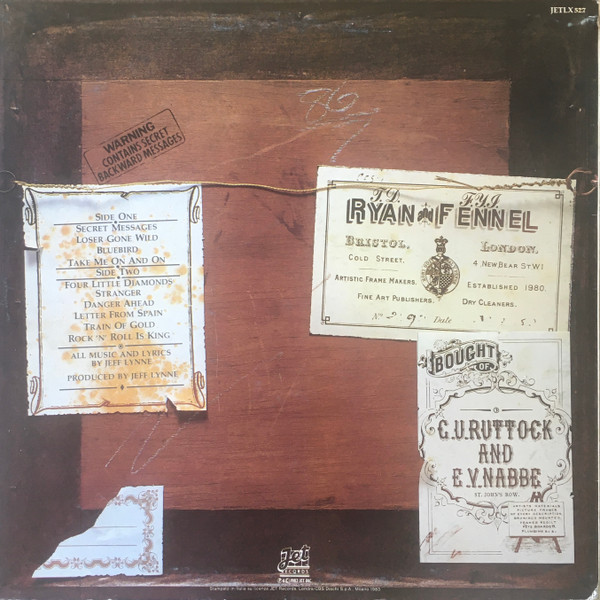 JETLX 527
WARNING
CONTAINS SECRET
BACKWARD MESSAGES
SIDE ONE
SECRET MESSAGES
LOSER GONE WILD
BLUEBIRD
TAKE ME ON AND ON
SIDE TWO
FOUR LITTLE DIAMONDS
STRANGER
DANGER AHEAD
LETTER FROM SPAIN
TRAIN OF GOLD
ROCK 'N' ROLL IS KING
ALL MUSIC AND LYRICS
BY JEFF LYNNE
PRODUCED BY JEFF LYNNE
T.D. F.Y.J.
RYAN AND FENNEL
BRISTOL. LONDON.
COLD STREET. 4 NEW BEAR ST W1
ARTISTIC FRAME MAKERS. ESTABLISHED 1980.
FINE ART PUBLISHERS. DRY CLEANERS.
No 29 Date
BOUGHT
OF
G.U.RUTTOCK
AND
E.V.NABBE
ST. JOHN'S ROW.
Jet
RECORDS